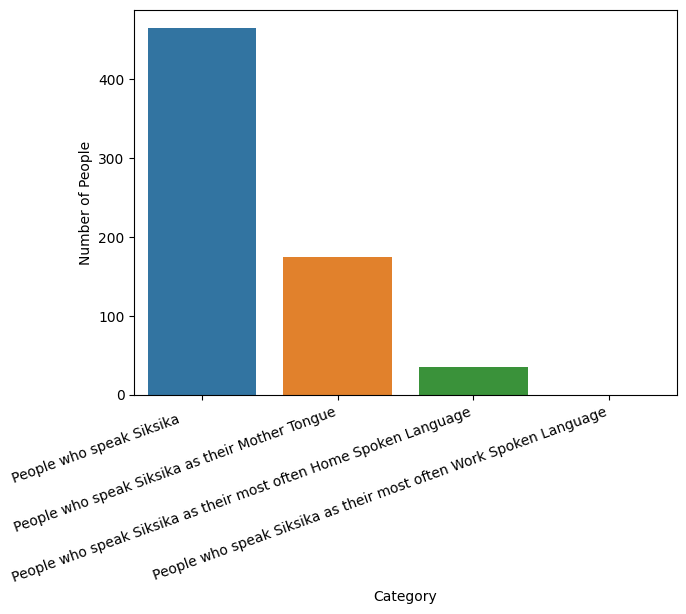 400
300
200
100
0
Number of People
People who speak Siksika
People who speak Siksika as their Mother Tongue
People who speak Siksika as their most often Home Spoken Language
People who speak Siksika as their most often Work Spoken Language
Category